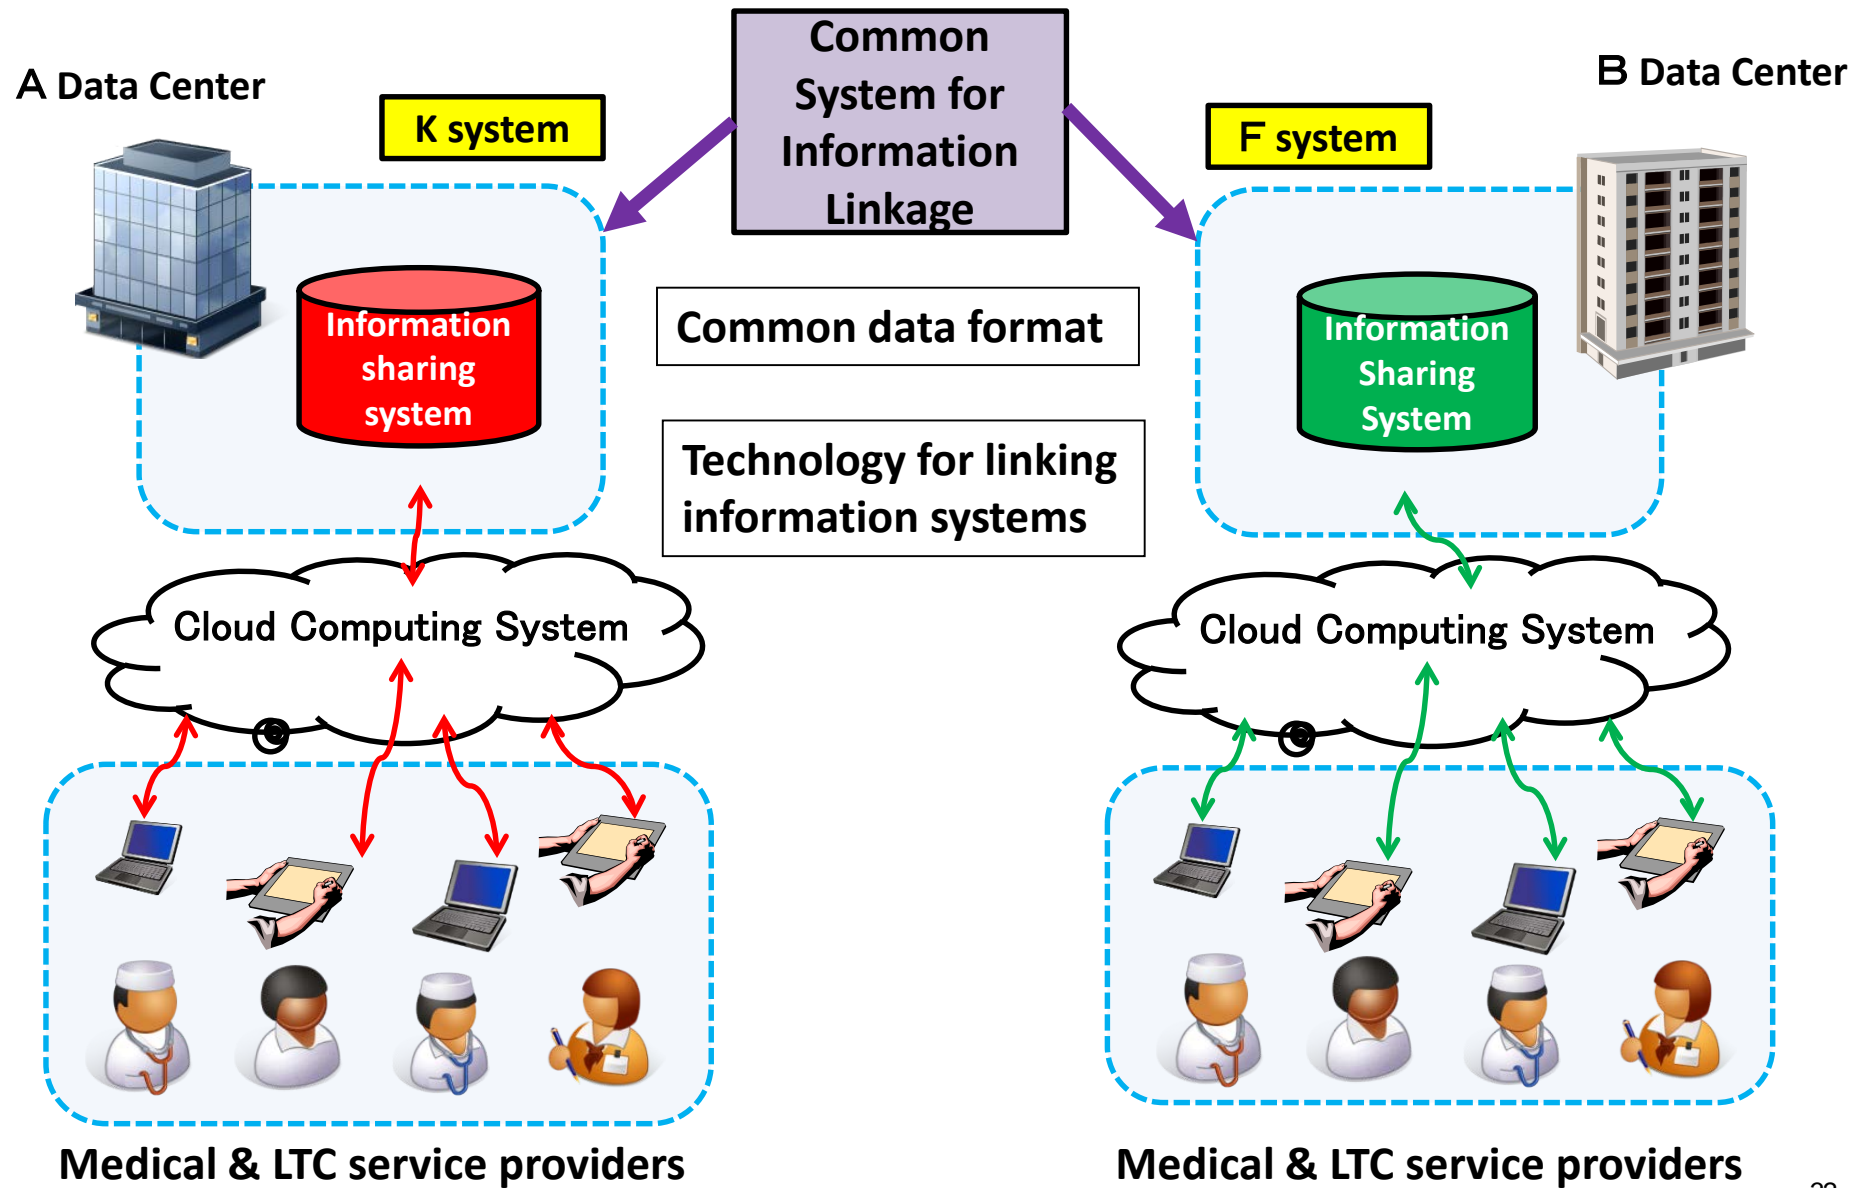 Common
System for
Information
Linkage
A Data Center
B Data Center
K system
F system
Information
sharing
system
Common data format
Information
Sharing
System
Technology for linking
information systems
Cloud Computing System
Cloud Computing System
Medical & LTC service providers
Medical & LTC service providers